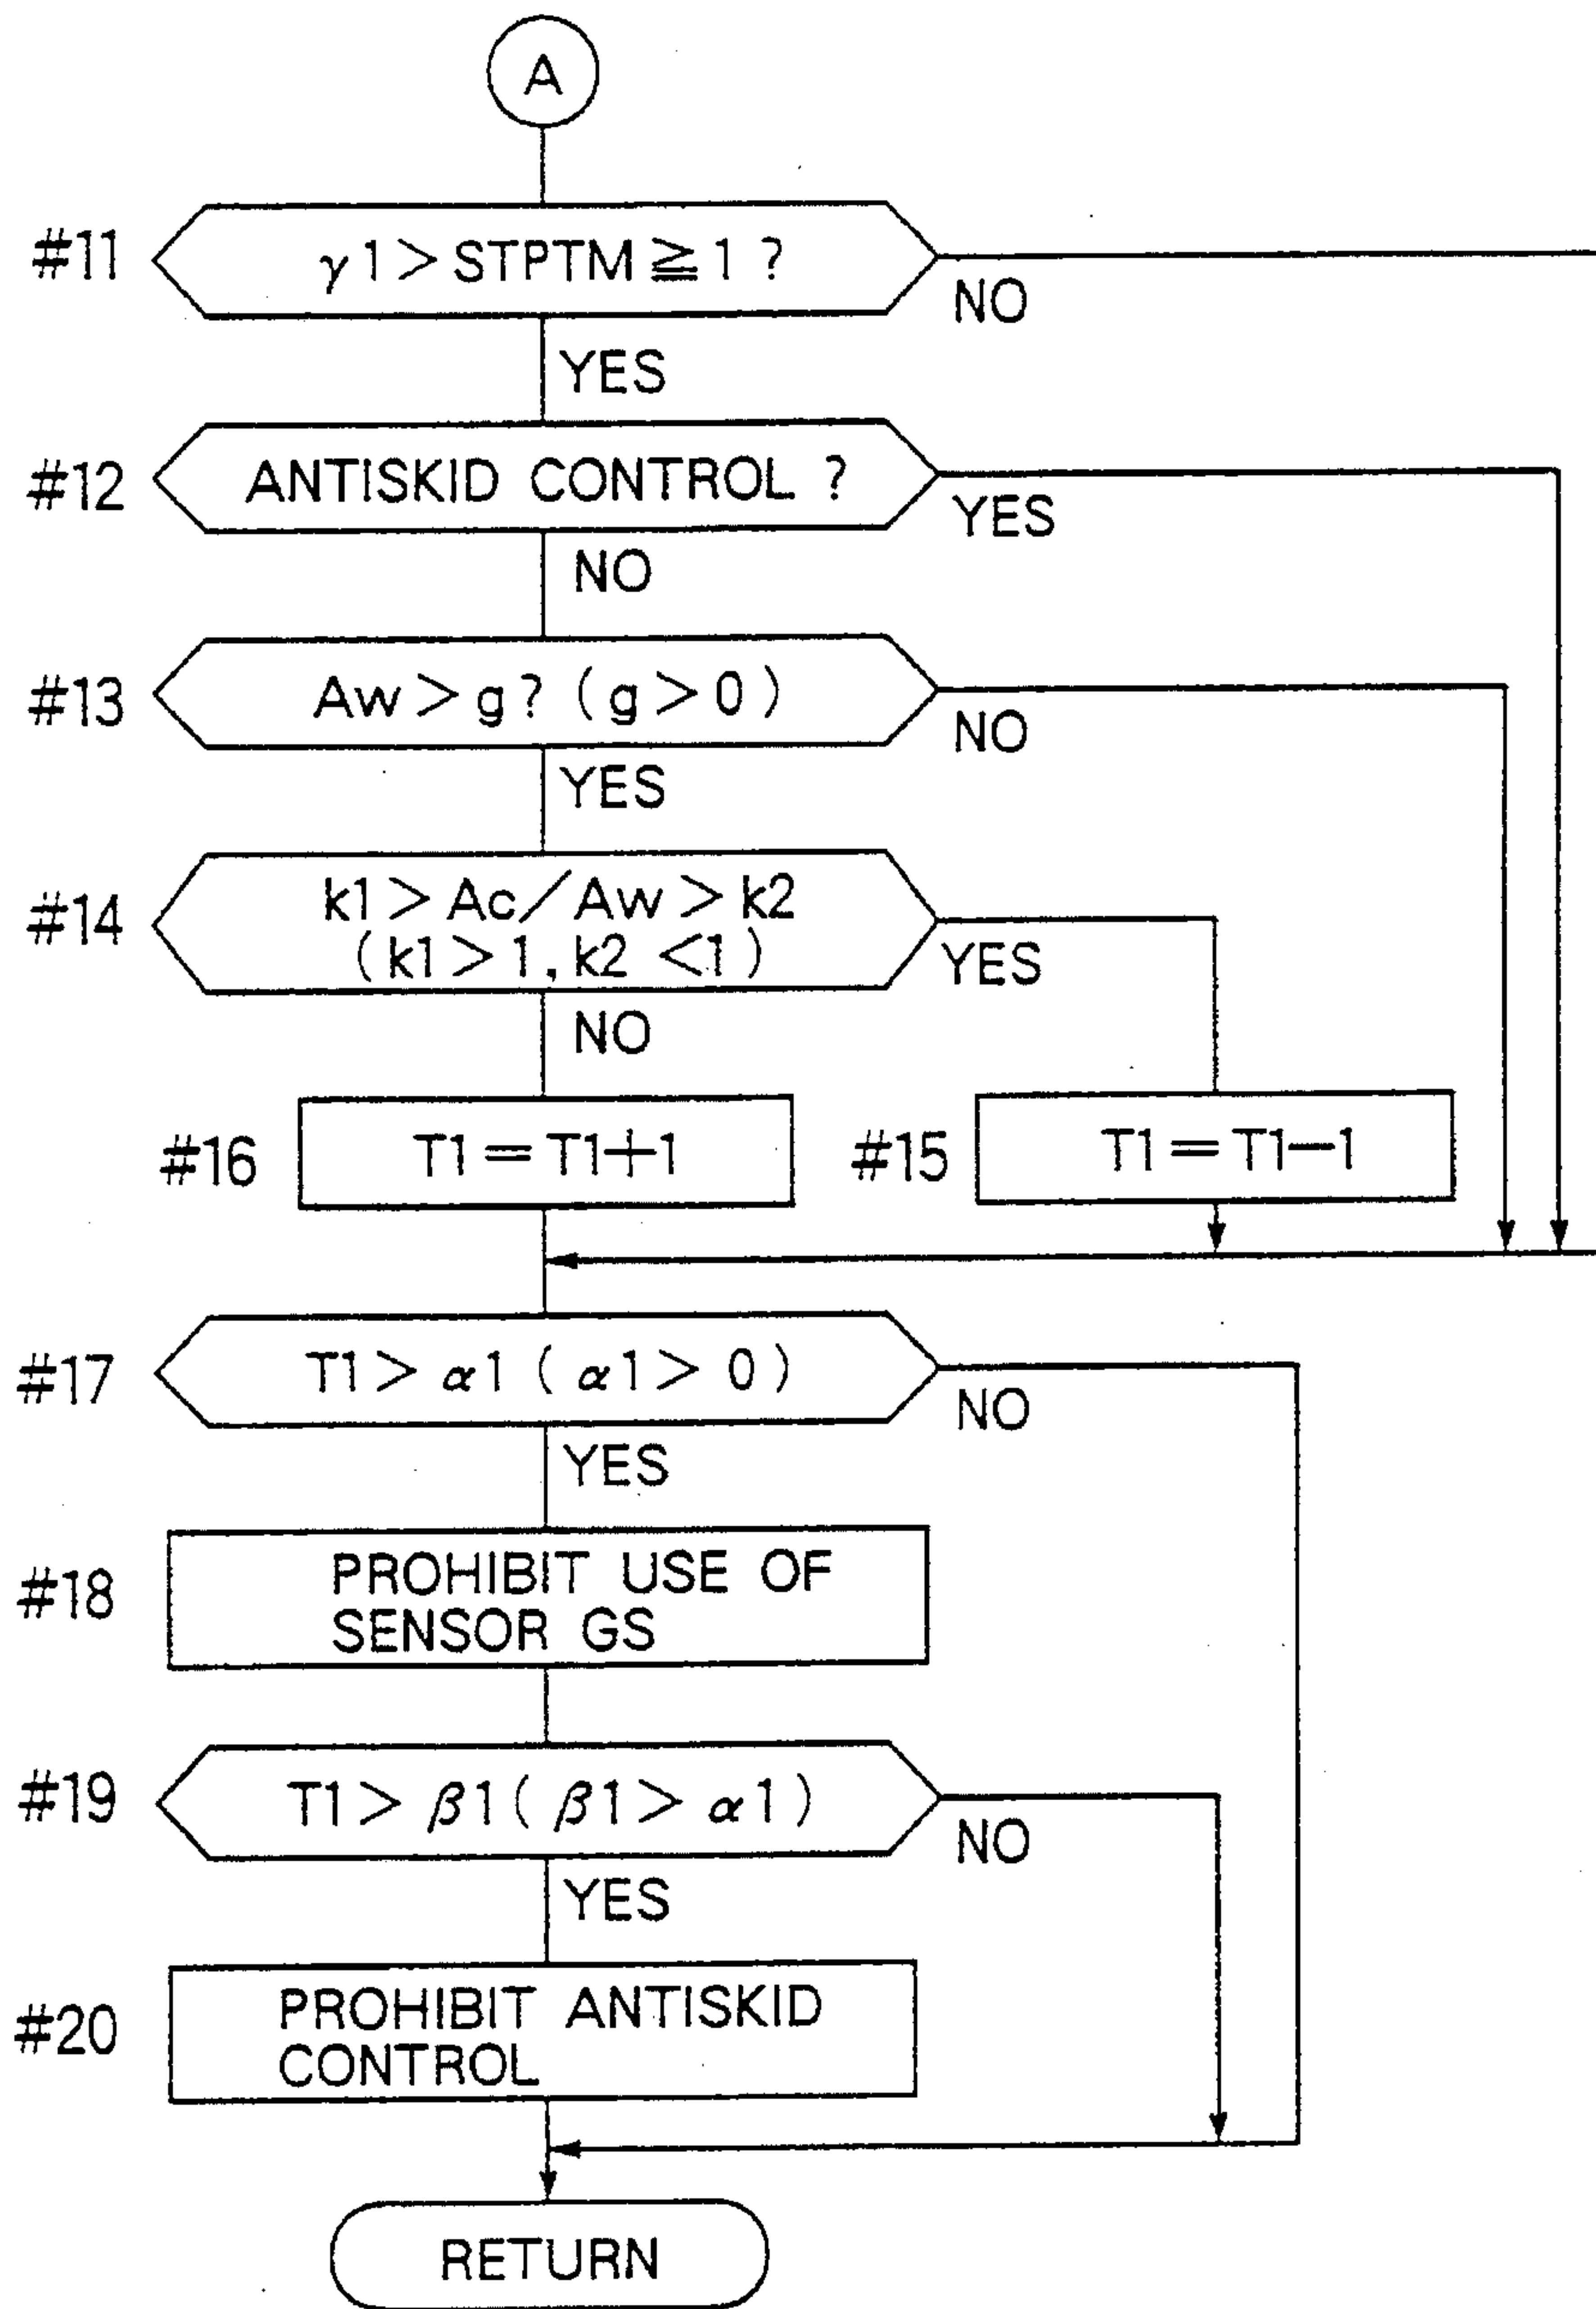 A
#11
γ1 > STPTM ≧ 1 ?
NO
YES
#12
ANTISKID CONTROL ?
YES
NO
#13
Aw > g ? ( g > 0 )
NO
YES
#14
k1 > Ac/Aw > k2
( k1 > 1, k2 < 1 )
YES
NO
#16
T1 = T1+1
#15
T1 = T1−1
#17
T1 > α1 ( α1 > 0 )
NO
YES
#18
PROHIBIT USE OF
SENSOR GS
#19
T1 > β1 ( β1 > α1 )
NO
YES
#20
PROHIBIT ANTISKID
CONTROL
RETURN